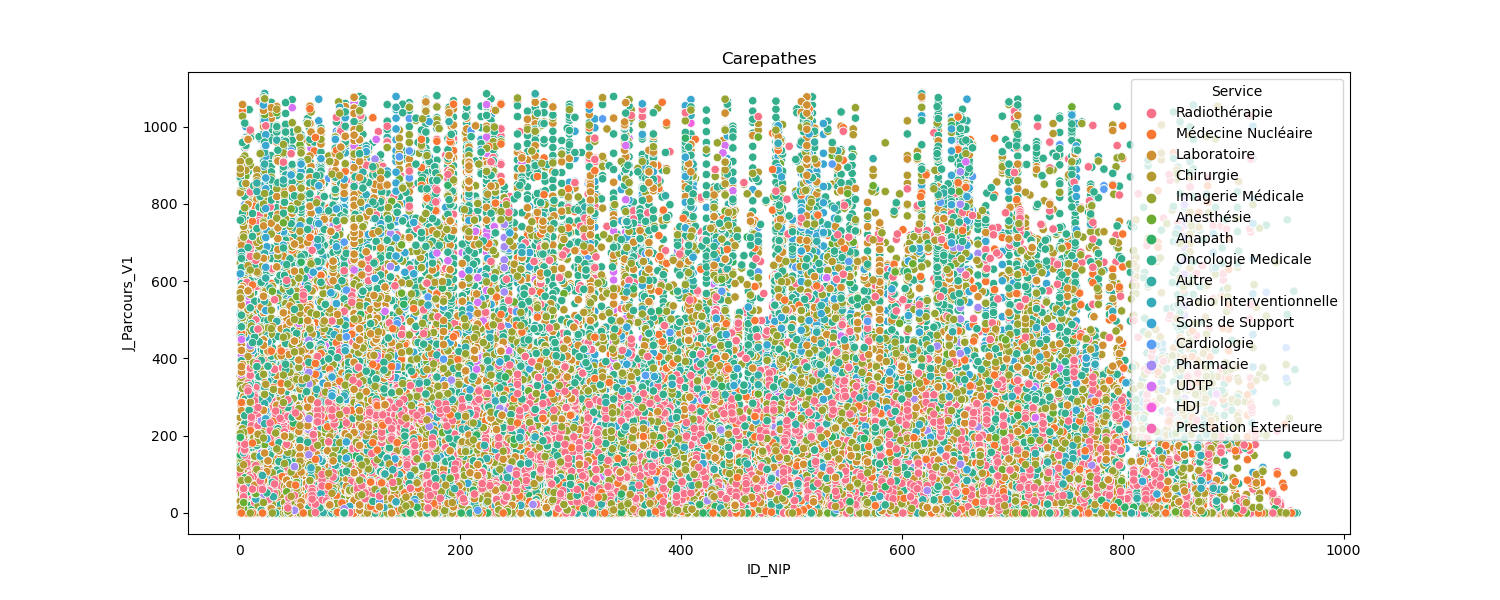 Carepathes
J_Parcours_V1
1000
800
600
400
200
0
Service
Radiothérapie
Médecine Nucléaire
Laboratoire
Chirurgie
Imagerie Médicale
Anesthésie
Anapath
Oncologie Medicale
Autre
Radio Interventionnelle
Soins de Support
Cardiologie
Pharmacie
UDTP
HDJ
Prestation Exterieure
0 200 400 600 800 1000
ID_NIP